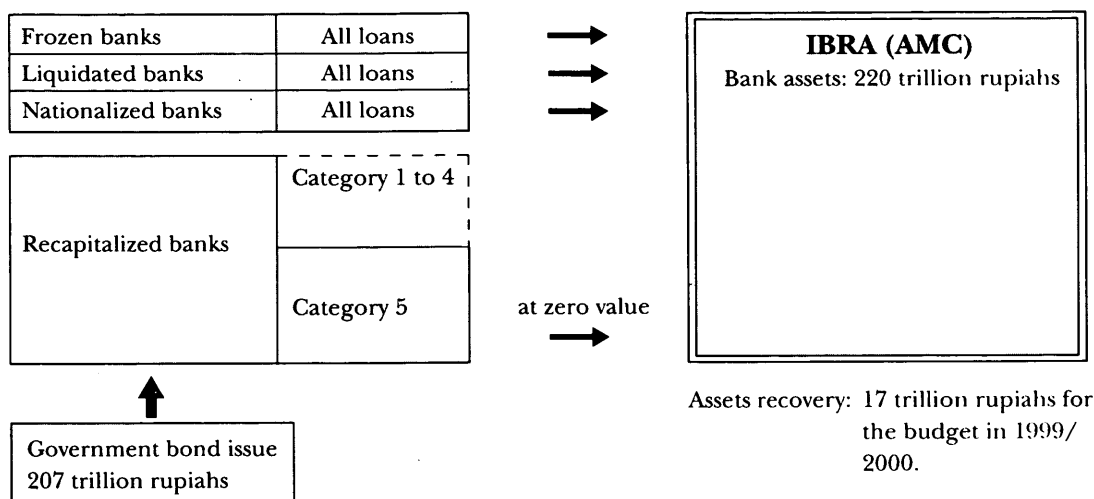 Frozen banks All loans
Liquidated banks All loans
Nationalized banks All loans
Recapitalized banks
Category 1 to 4
Category 5
at zero value
Government bond issue
207 trillion rupiahs
IBRA (AMC)
Bank assets: 220 trillion rupiahs
Assets recovery: 17 trillion rupiahs for
the budget in 1999/
2000.